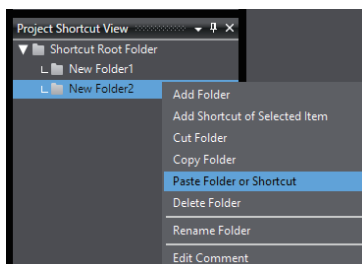 Project Shortcut View
Shortcut Root Folder
New Folder1
New Folder2
Add Folder
Add Shortcut of Selected Item
Cut Folder
Copy Folder
Paste Folder or Shortcut
Delete Folder
Rename Folder
Edit Comment